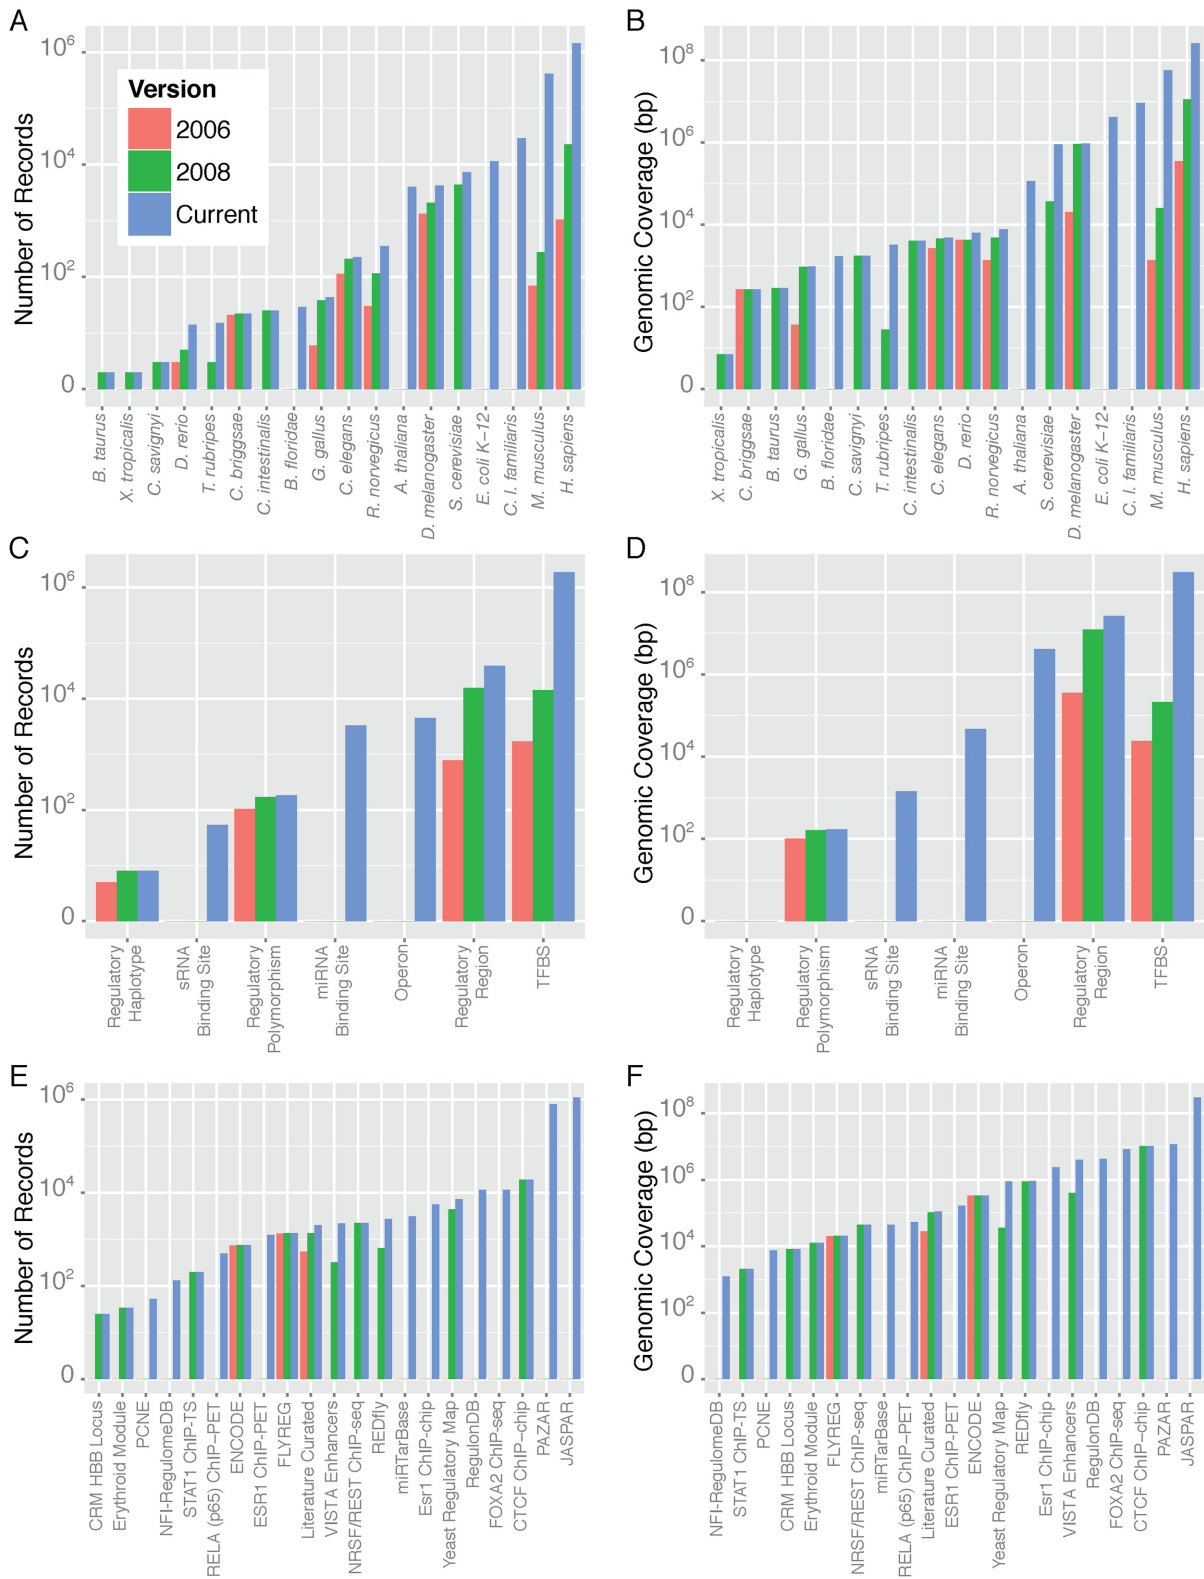 A
Number of Records
10^6
10^4
10^2
0
Version
2006
2008
Current
B. taurus
X. tropicalis
C. savignyi
D. rerio
T. rubripes
C. briggsae
C. intestinalis
B. floridae
G. gallus
C. elegans
R. norvegicus
A. thaliana
D. melanogaster
S. cerevisiae
E. coli K−12
C. l. familiaris
M. musculus
H. sapiens
B
Genomic Coverage (bp)
10^8
10^6
10^4
10^2
0
X. tropicalis
C. briggsae
B. taurus
G. gallus
B. floridae
C. savignyi
T. rubripes
C. intestinalis
C. elegans
D. rerio
R. norvegicus
A. thaliana
S. cerevisiae
D. melanogaster
E. coli K−12
C. l. familiaris
M. musculus
H. sapiens
C
Number of Records
10^6
10^4
10^2
0
Regulatory
Haplotype
sRNA
Binding Site
Regulatory
Polymorphism
miRNA
Binding Site
Operon
Regulatory
Region
TFBS
D
Genomic Coverage (bp)
10^8
10^6
10^4
10^2
0
Regulatory
Haplotype
Regulatory
Polymorphism
sRNA
Binding Site
miRNA
Binding Site
Operon
Regulatory
Region
TFBS
E
Number of Records
10^6
10^4
10^2
0
CRM HBB Locus
Erythroid Module
PCNE
NFI-RegulomeDB
STAT1 ChIP-TS
RELA (p65) ChIP−PET
ENCODE
ESR1 ChIP-PET
FLYREG
Literature Curated
VISTA Enhancers
NRSF/REST ChIP-seq
REDfly
miRTarBase
Esr1 ChIP-chip
Yeast Regulatory Map
RegulonDB
FOXA2 ChIP-seq
CTCF ChIP−chip
PAZAR
JASPAR
F
Genomic Coverage (bp)
10^8
10^6
10^4
10^2
0
NFI-RegulomeDB
STAT1 ChIP-TS
PCNE
CRM HBB Locus
Erythroid Module
FLYREG
NRSF/REST ChIP-seq
miRTarBase
RELA (p65) ChIP−PET
Literature Curated
ESR1 ChIP-PET
ENCODE
Yeast Regulatory Map
REDfly
Esr1 ChIP-chip
VISTA Enhancers
RegulonDB
FOXA2 ChIP-seq
CTCF ChIP−chip
PAZAR
JASPAR